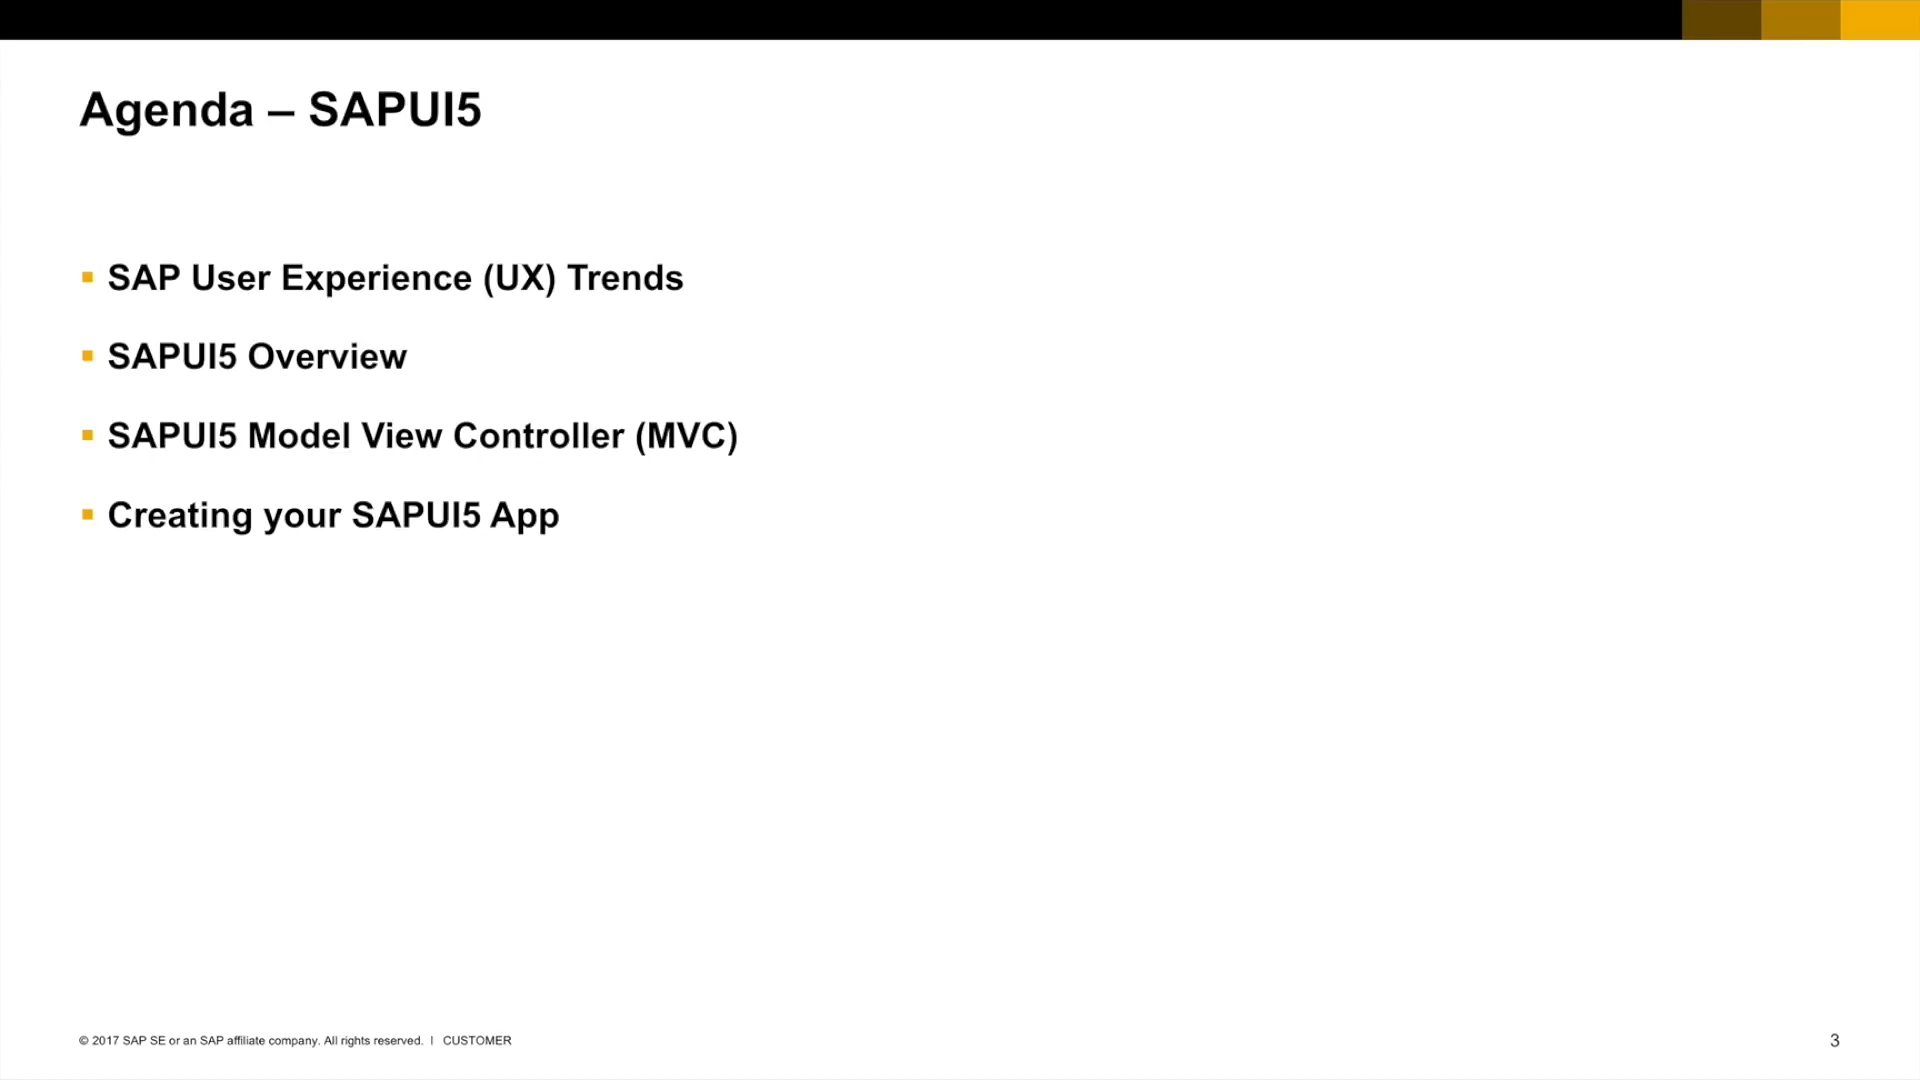 Agenda – SAPUI5
▪ SAP User Experience (UX) Trends
▪ SAPUI5 Overview
▪ SAPUI5 Model View Controller (MVC)
▪ Creating your SAPUI5 App
© 2017 SAP SE or an SAP affiliate company. All rights reserved. | CUSTOMER
3